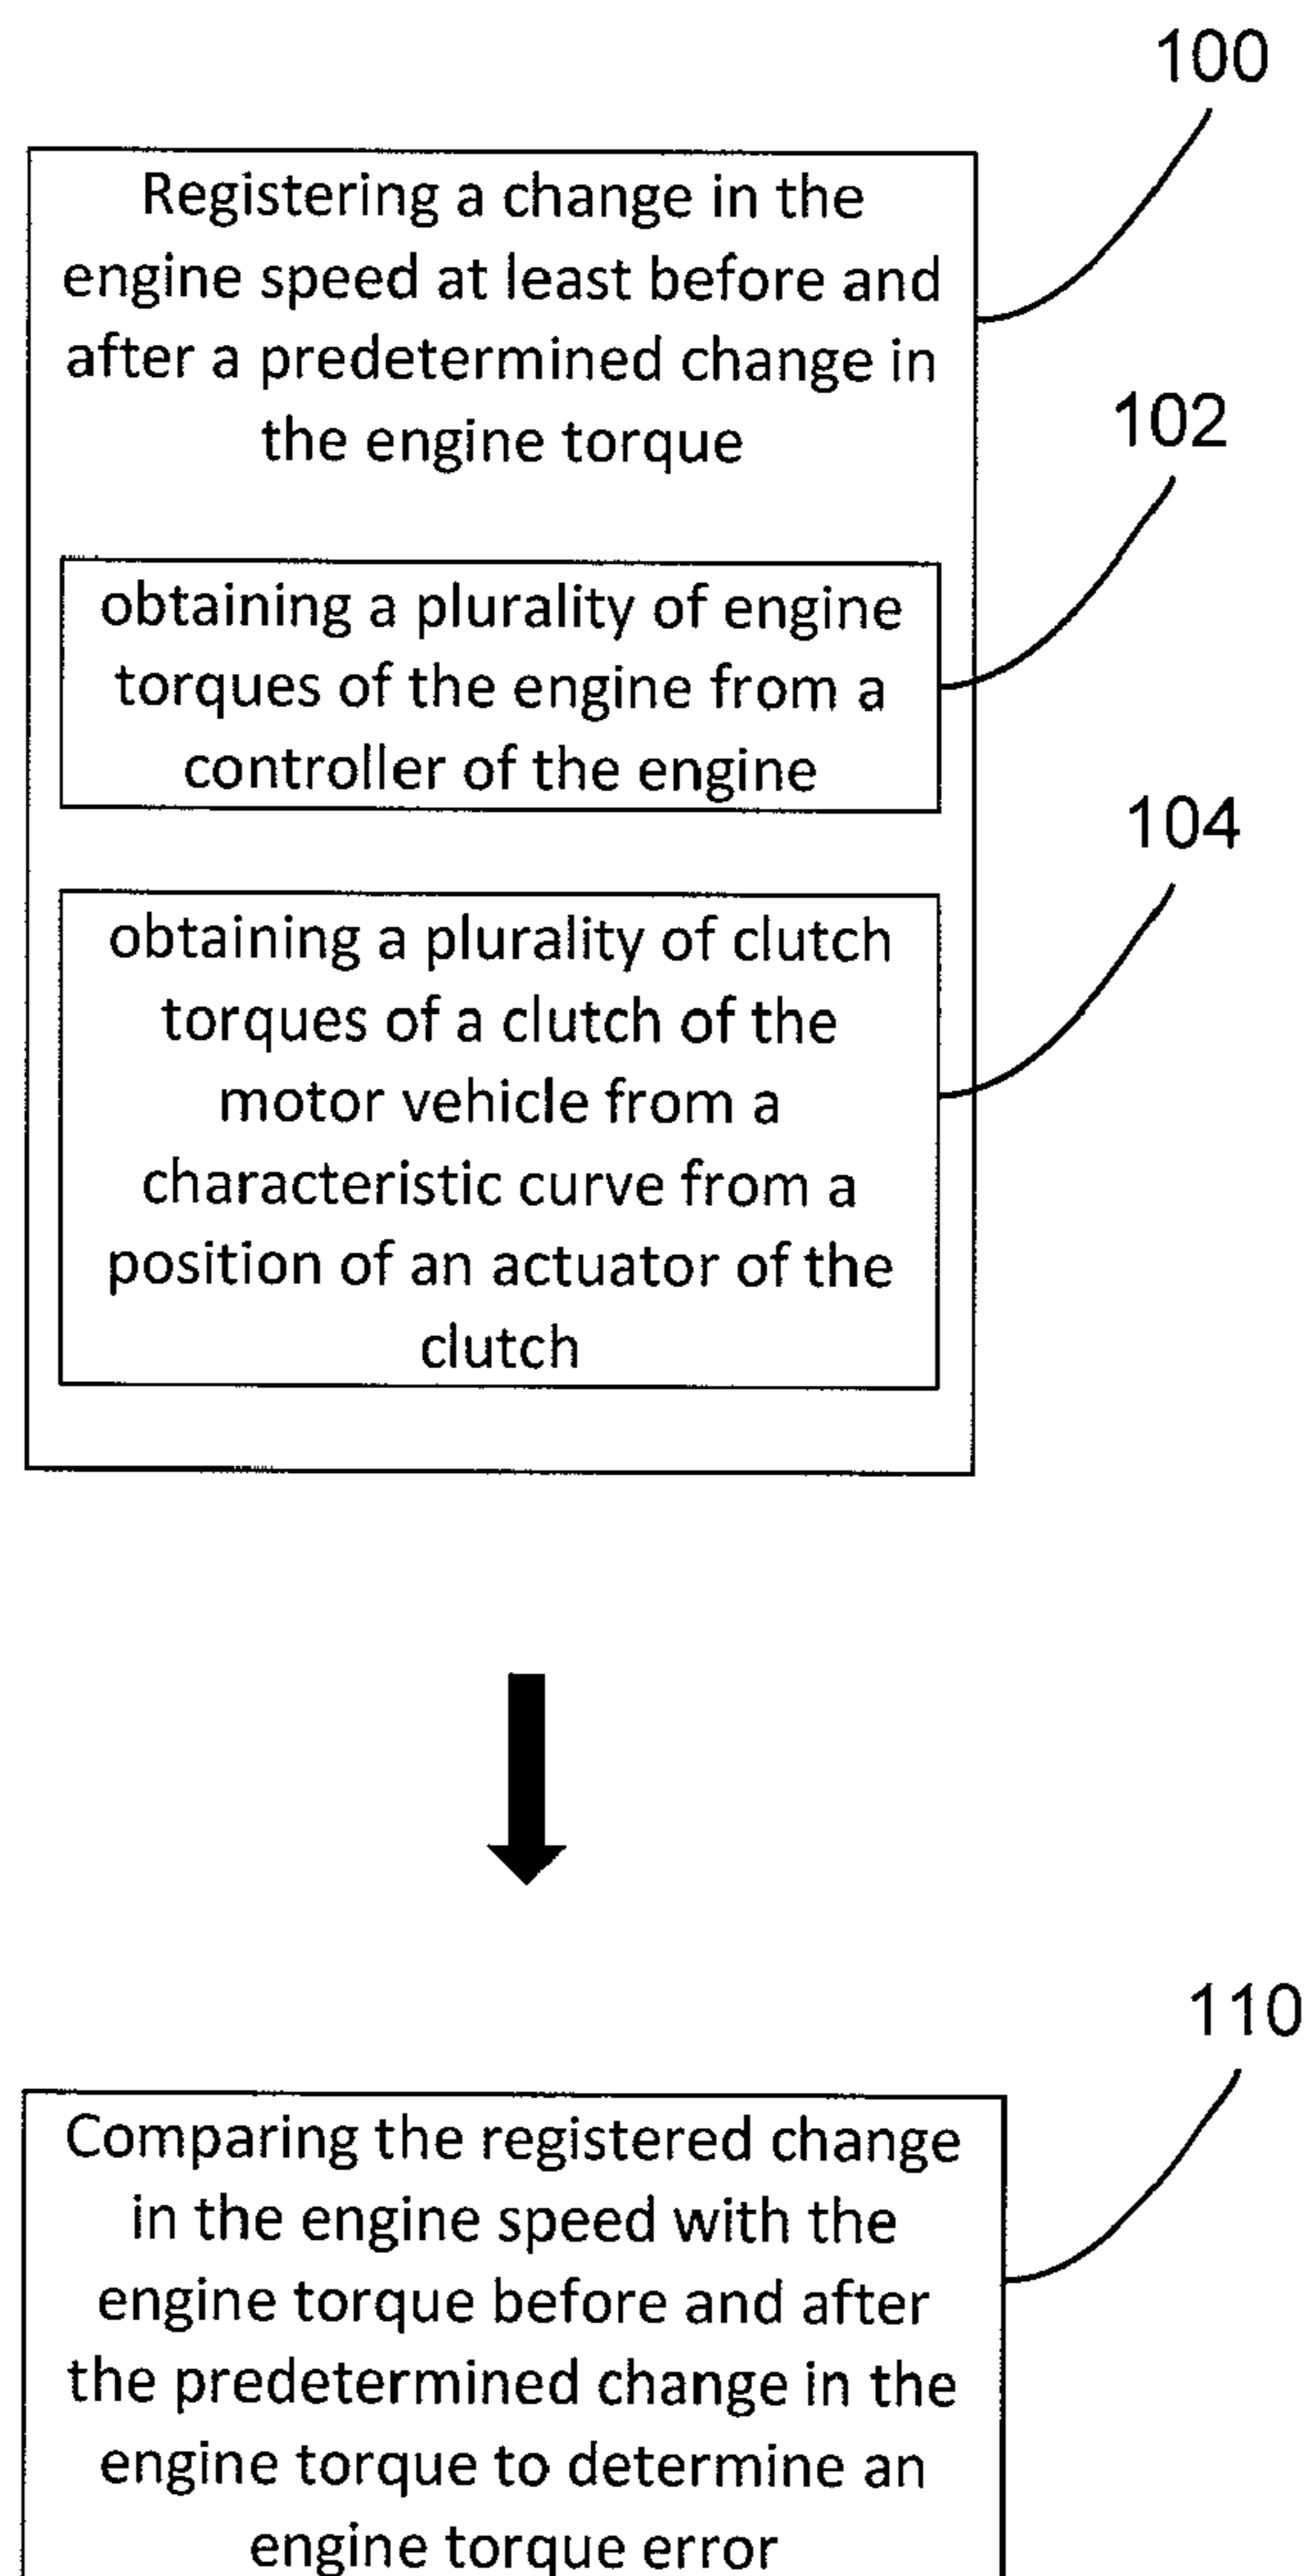 100
Registering a change in the
engine speed at least before and
after a predetermined change in
the engine torque
102
obtaining a plurality of engine
torques of the engine from a
controller of the engine
104
obtaining a plurality of clutch
torques of a clutch of the
motor vehicle from a
characteristic curve from a
position of an actuator of the
clutch
110
Comparing the registered change
in the engine speed with the
engine torque before and after
the predetermined change in the
engine torque to determine an
engine torque error